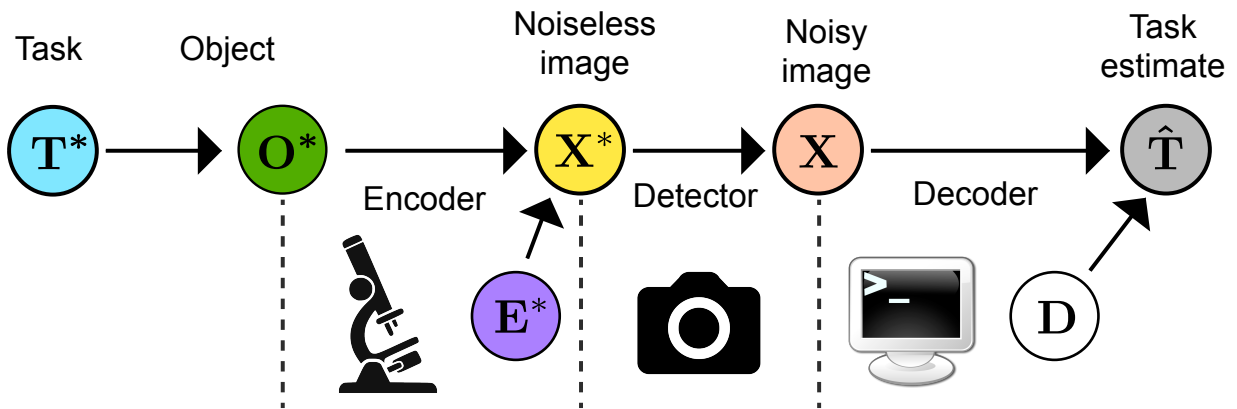 Task
Object
Noiseless
image
Noisy
image
Task
estimate
T*
O*
X*
X
T̂
Encoder
Detector
Decoder
E*
>_
D